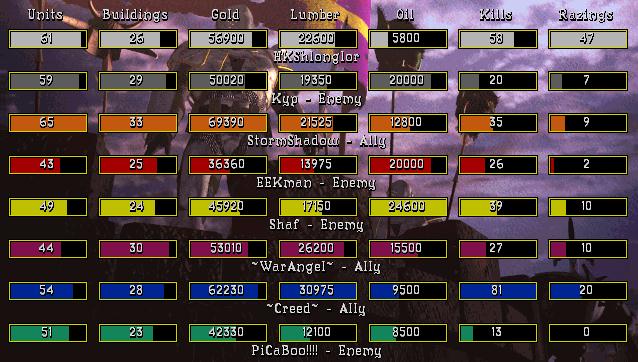 Units Buildings Gold Lumber Oil Kills Razings
61 26 56900 22600 5800 58 47
HKShlonglor
59 29 50020 19350 20000 20 7
Kyp - Enemy
65 33 69390 21525 12800 35 9
StormShadow - Ally
43 25 36360 13975 20000 26 2
EEKman - Enemy
49 24 45920 17150 24600 39 10
Shaf - Enemy
44 30 53010 26200 15500 27 10
~WarAngel~ - Ally
54 28 62230 30975 9500 81 20
~Creed~ - Ally
51 23 42330 12100 8500 13 0
PiCaBoo!!!! - Enemy